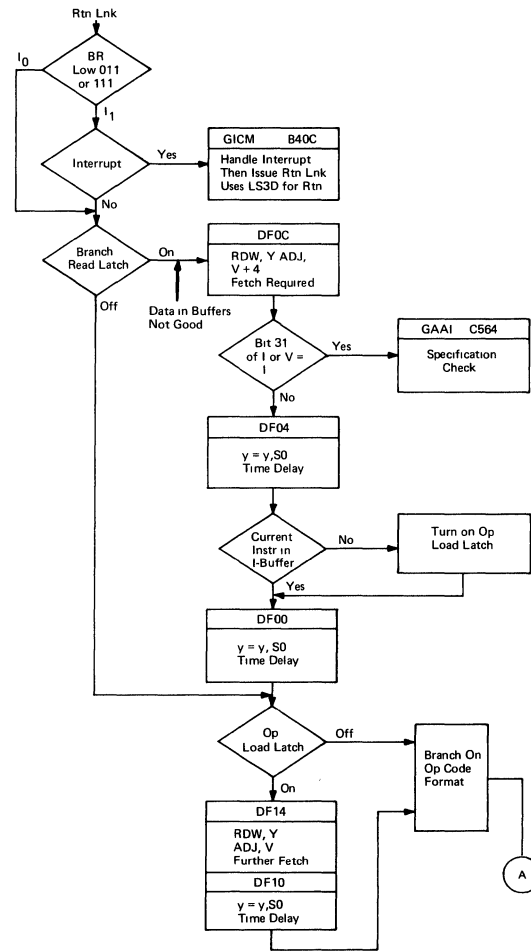 Rtn Lnk
I0
BR
Low 011
or 111
I1
Interrupt
Yes
GICM B40C
Handle Interrupt
Then Issue Rtn Lnk
Uses LS3D for Rtn
No
Branch
Read Latch
On
Off
Data in Buffers
Not Good
DF0C
RDW, Y ADJ,
V + 4
Fetch Required
Bit 31
of I or V =
I
Yes
GAAI C564
Specification
Check
No
DF04
y = y,S0
Time Delay
Current
Instr in
I-Buffer
No
Turn on Op
Load Latch
Yes
DF00
y = y, S0
Time Delay
Op
Load Latch
Off
Branch On
Op Code
Format
On
DF14
RDW, Y
ADJ, V
Further Fetch
DF10
y = y,S0
Time Delay
A